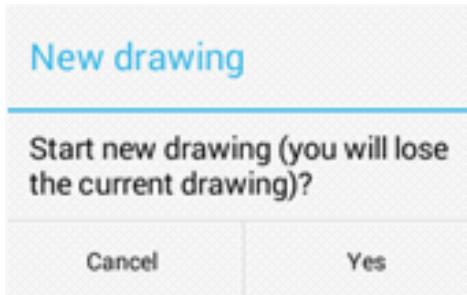 New drawing
Start new drawing (you will lose
the current drawing)?
Cancel Yes